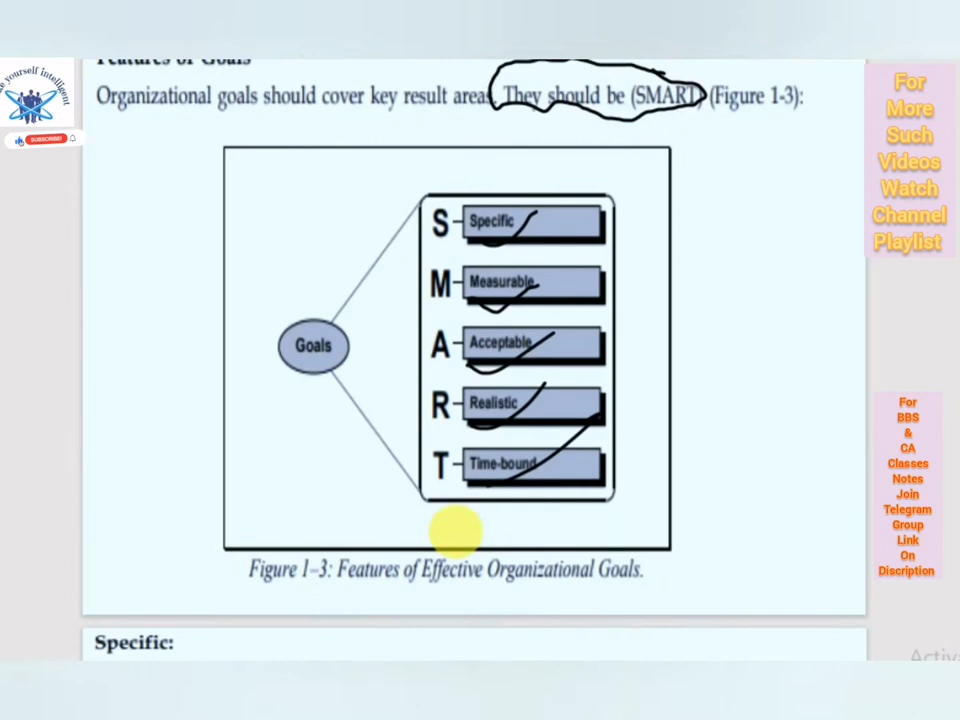 Features of Goals
Organizational goals should cover key result areas. They should be (SMART) (Figure 1-3):
S Specific
M Measurable
A Acceptable
R Realistic
T Time-bound
Goals
Figure 1–3: Features of Effective Organizational Goals.
Specific:
yourself intelligent
SUBSCRIBE
For
More
Such
Videos
Watch
Channel
Playlist
For
BBS
&
CA
Classes
Notes
Join
Telegram
Group
Link
On
Discription